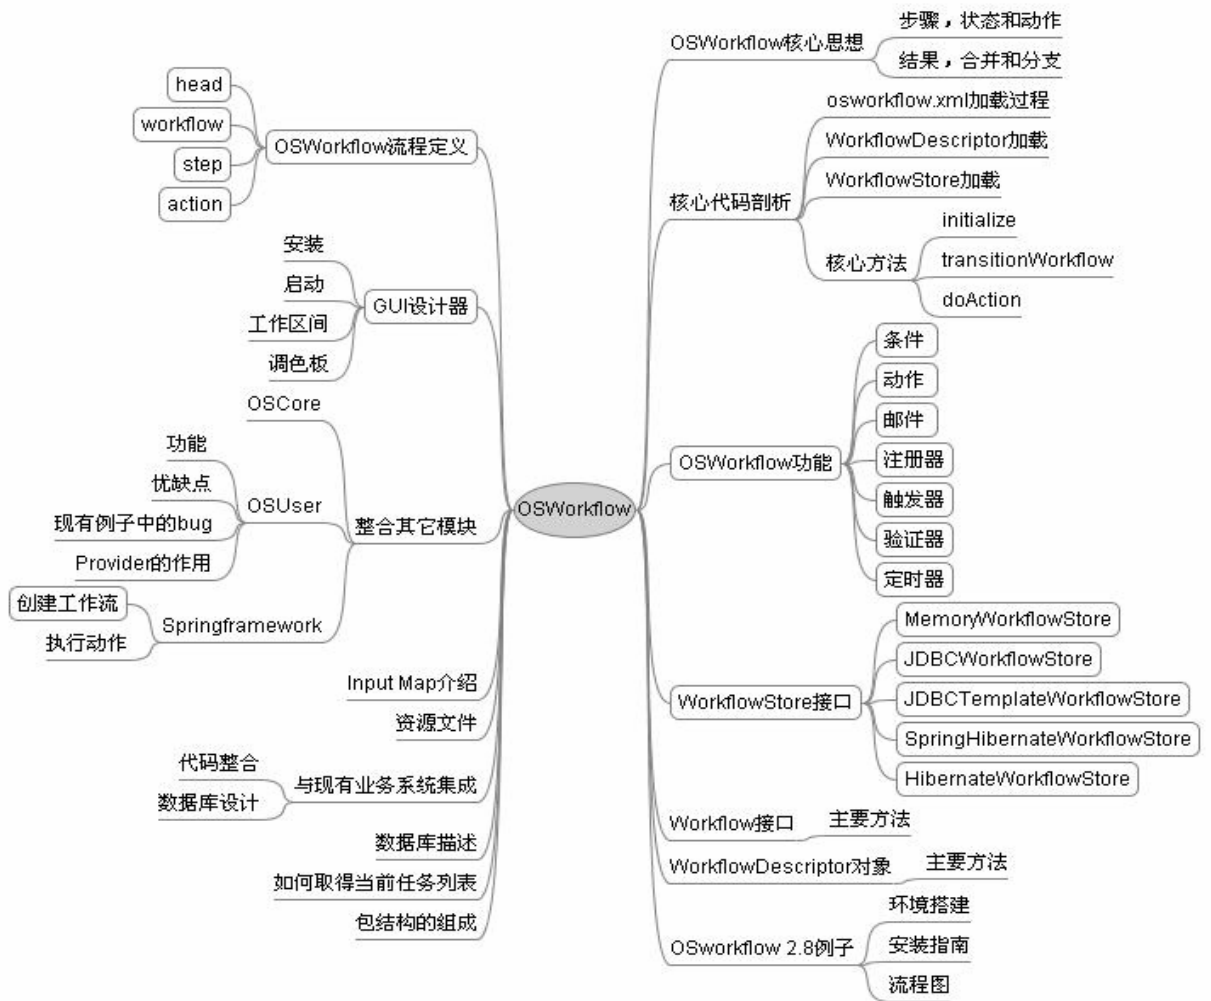 OSWorkflow
OSWorkflow核心思想
步骤，状态和动作
结果，合并和分支
核心代码剖析
osworkflow.xml加载过程
WorkflowDescriptor加载
WorkflowStore加载
核心方法
initialize
transitionWorkflow
doAction
OSWorkflow功能
条件
动作
邮件
注册器
触发器
验证器
定时器
WorkflowStore接口
MemoryWorkflowStore
JDBCWorkflowStore
JDBCTemplateWorkflowStore
SpringHibernateWorkflowStore
HibernateWorkflowStore
Workflow接口
主要方法
WorkflowDescriptor对象
主要方法
OSworkflow 2.8例子
环境搭建
安装指南
流程图
OSWorkflow流程定义
head
workflow
step
action
GUI设计器
安装
启动
工作区间
调色板
整合其它模块
OSCore
OSUser
功能
优缺点
现有例子中的bug
Provider的作用
Springframework
创建工作流
执行动作
Input Map介绍
资源文件
与现有业务系统集成
代码整合
数据库设计
数据库描述
如何取得当前任务列表
包结构的组成